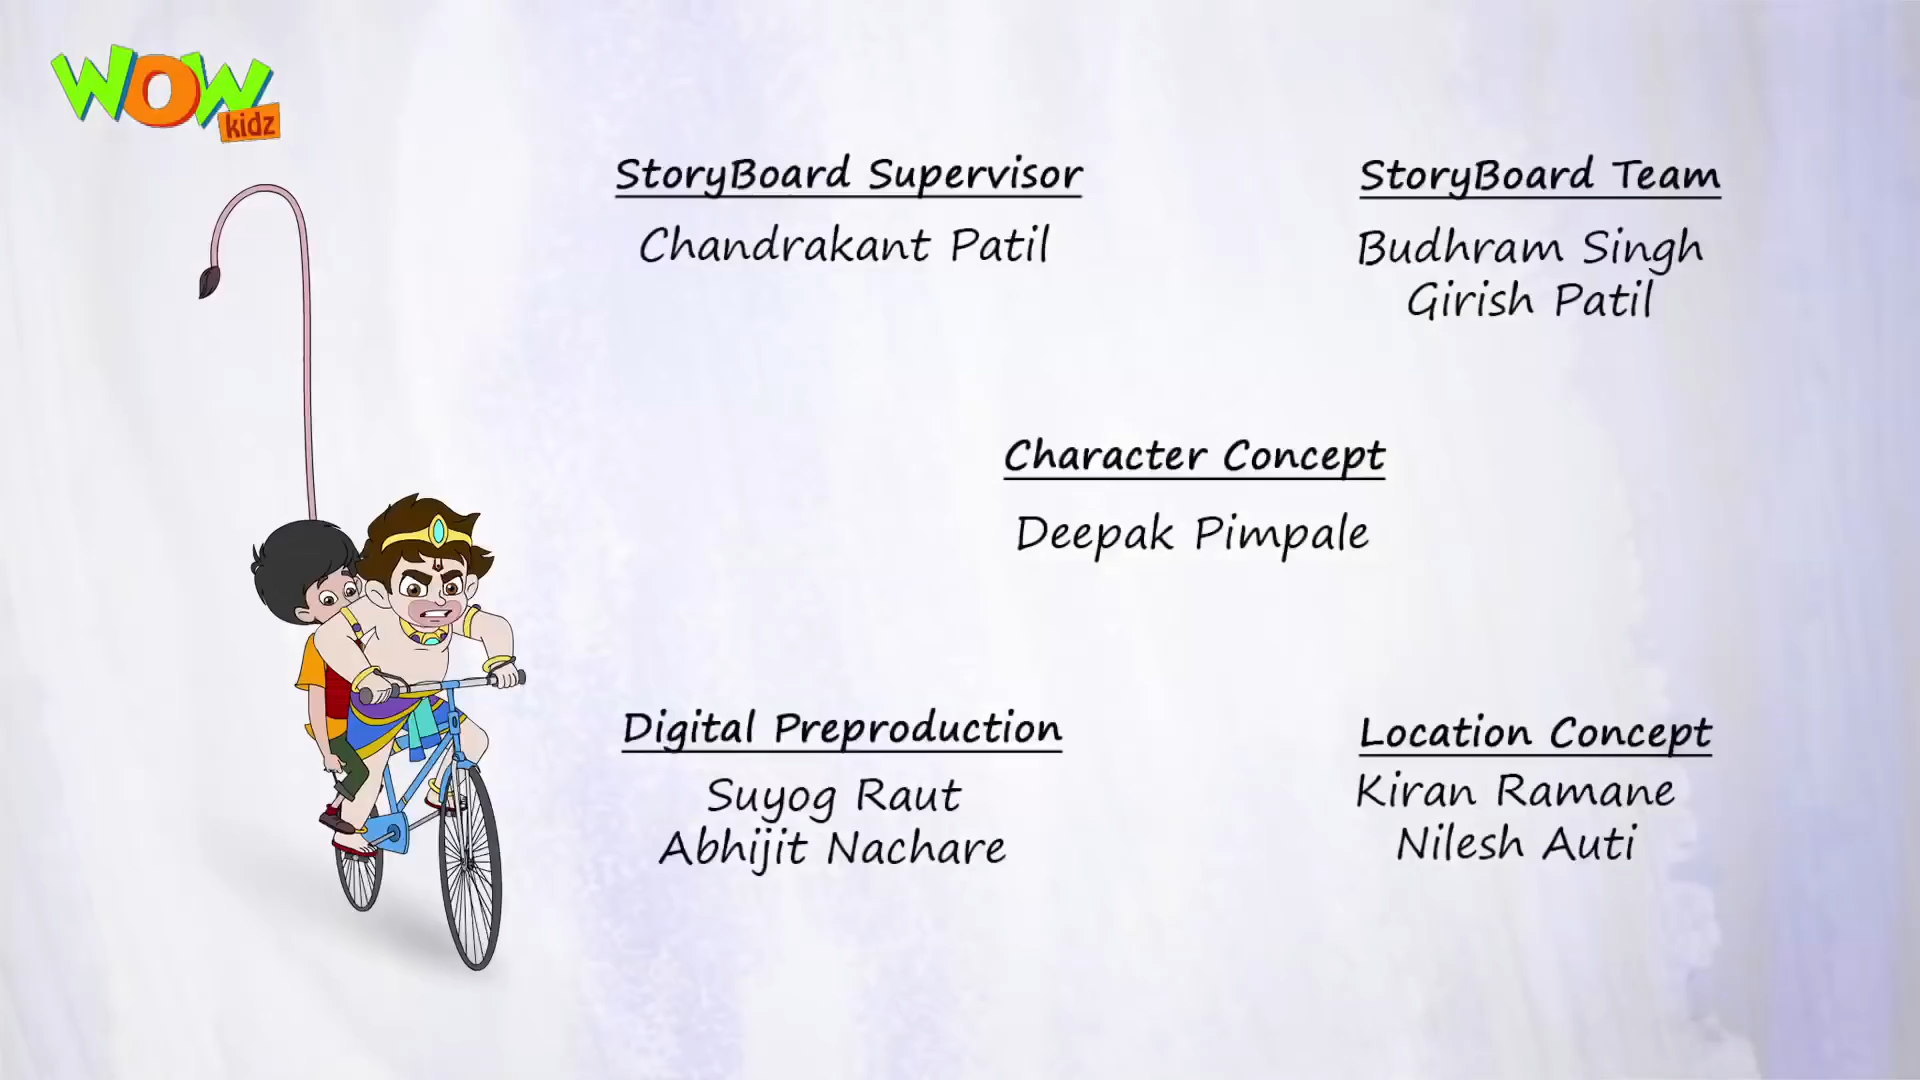 WOW
kidz
StoryBoard Supervisor
Chandrakant Patil
StoryBoard Team
Budhram Singh
Girish Patil
Character Concept
Deepak Pimpale
Digital Preproduction
Suyog Raut
Abhijit Nachare
Location Concept
Kiran Ramane
Nilesh Auti